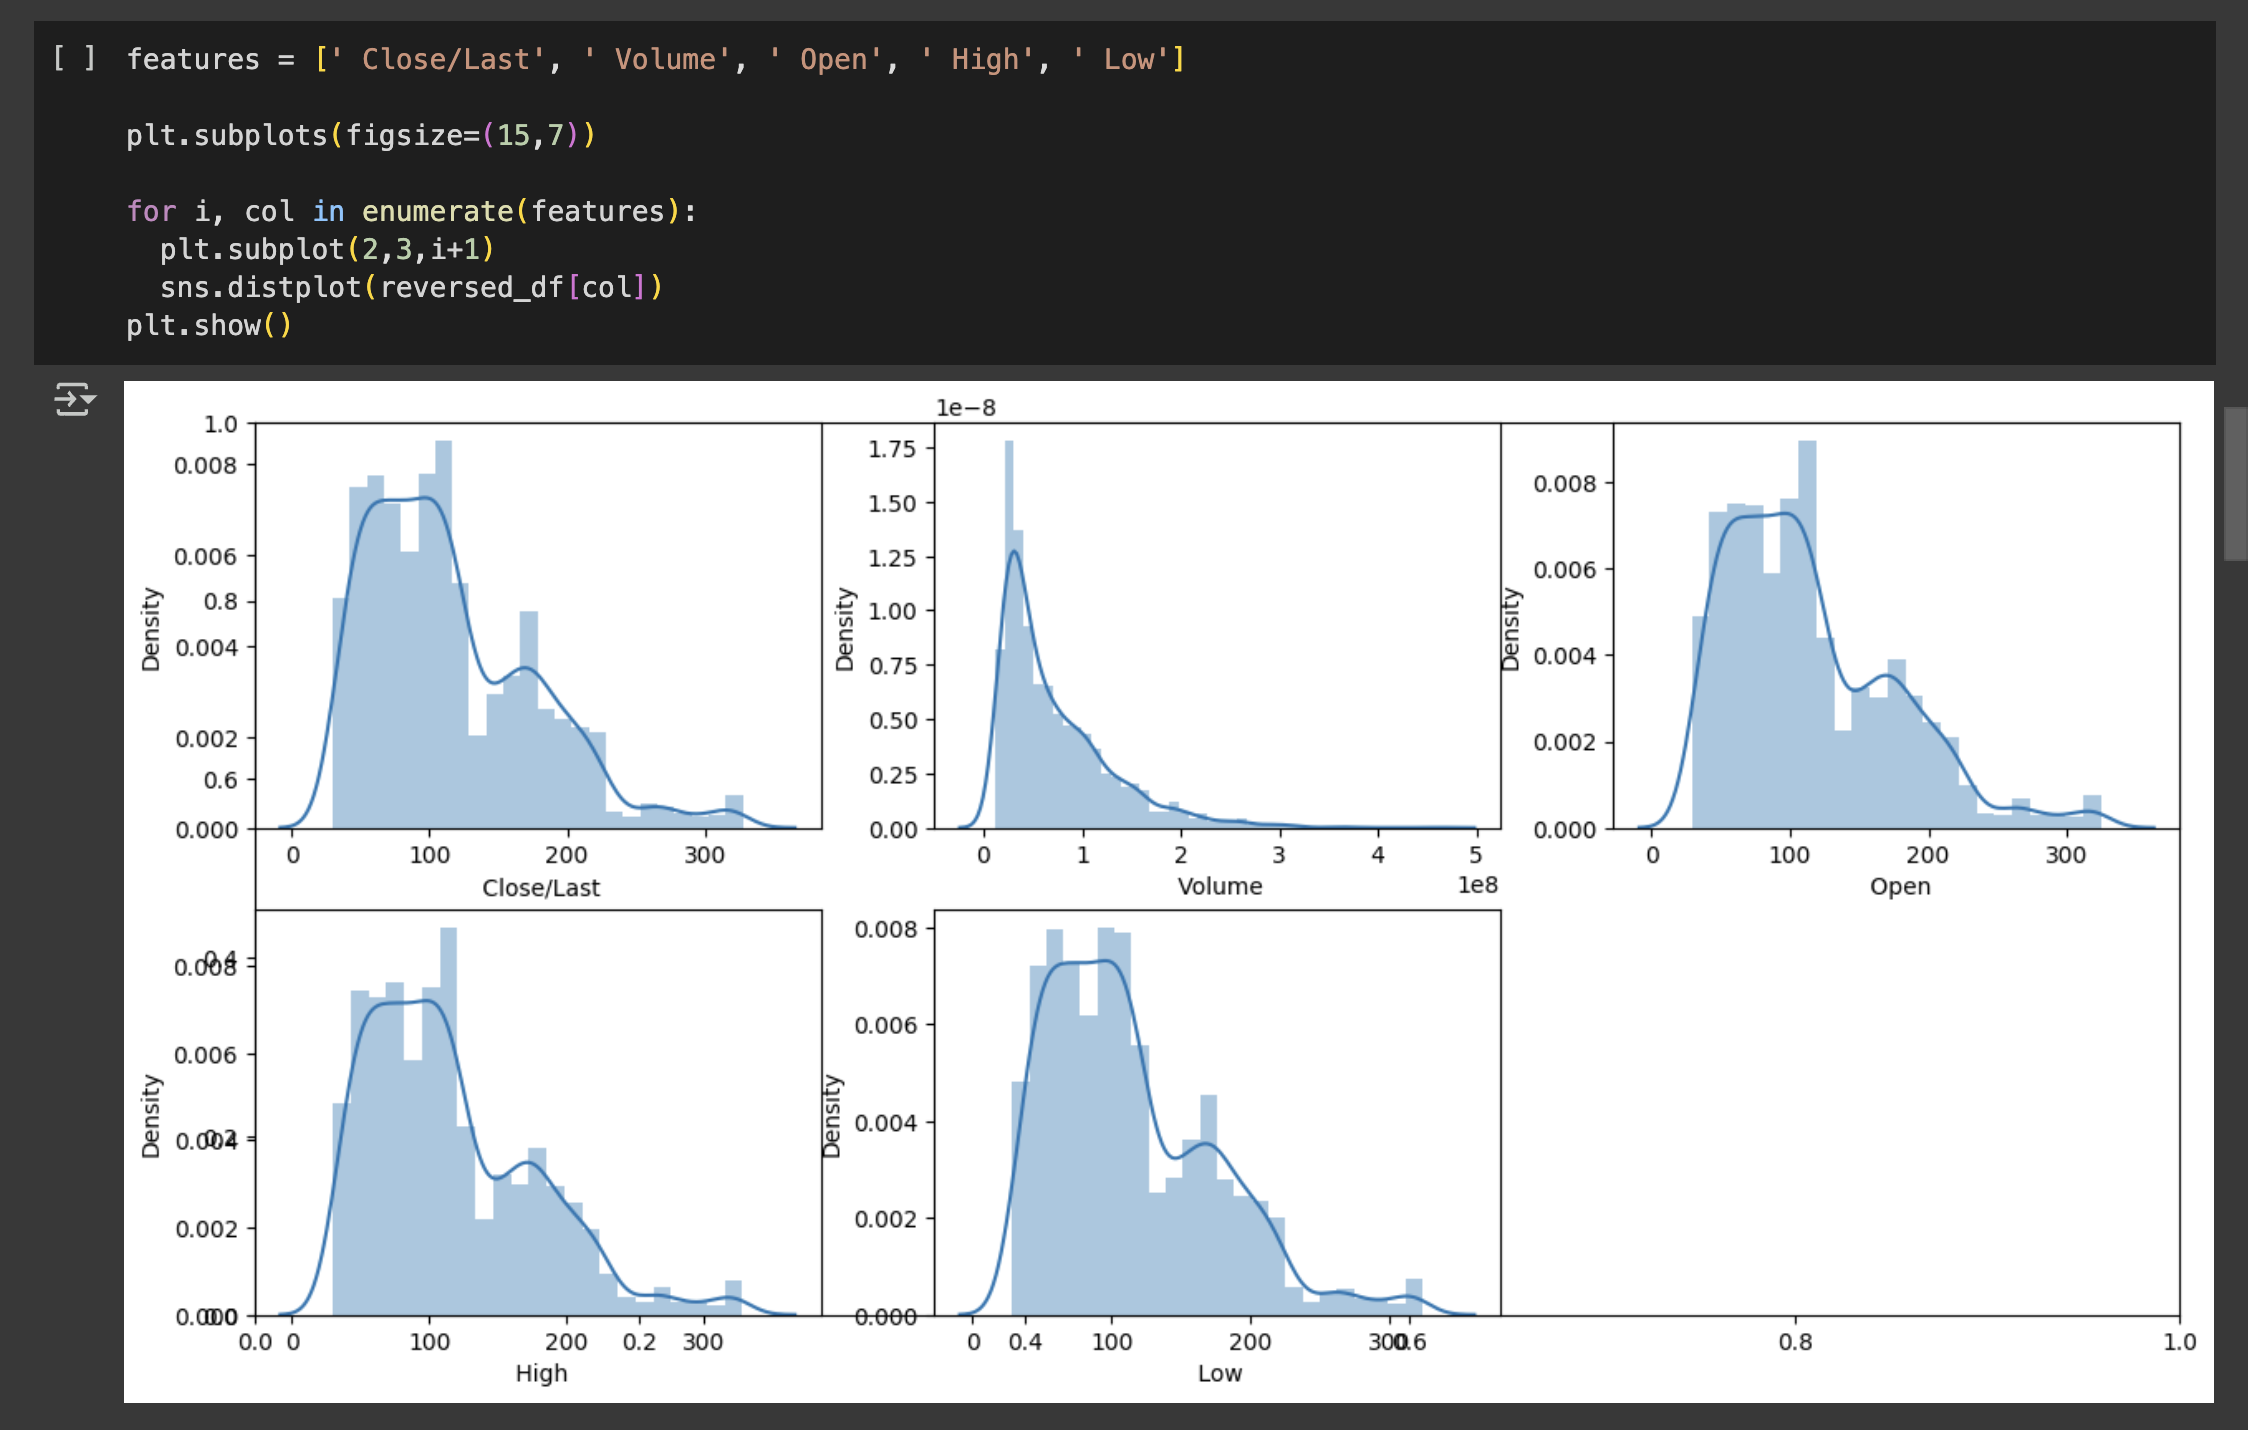 [ ] features = [' Close/Last', ' Volume', ' Open', ' High', ' Low']
plt.subplots(figsize=(15,7))
for i, col in enumerate(features):
  plt.subplot(2,3,i+1)
  sns.distplot(reversed_df[col])
plt.show()
1.0
0.008
0.006
0.8
0.004
0.002
0.6
0.000
Density
0 100 200 300
Close/Last
1e−8
1.75
1.50
1.25
1.00
0.75
0.50
0.25
0.00
Density
0 1 2 3 4 5
1e8
Volume
0.008
0.006
0.004
0.002
0.000
Density
0 100 200 300
Open
0.4
0.008
0.006
0.2
0.004
0.002
0.000
0.0
Density
0.0 0 100 200 0.2 300
High
0.008
0.006
0.004
0.002
0.000
Density
0 0.4 100 200 300 0.6
Low
0.8 1.0